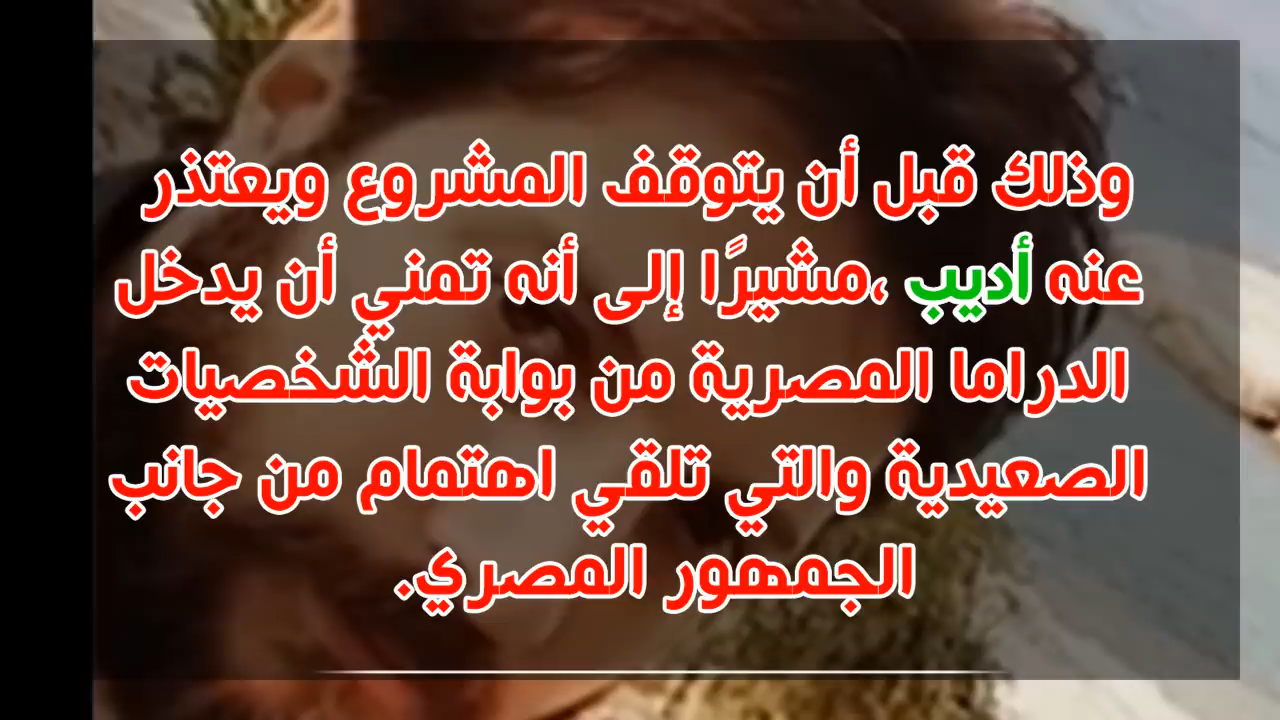 وذلك قبل أن يتوقف المشروع ويعتذر
عنه أديب ،مشيرًا إلى أنه تمني أن يدخل
الدراما المصرية من بوابة الشخصيات
الصعيدية والتي تلقي اهتمام من جانب
الجمهور المصري.